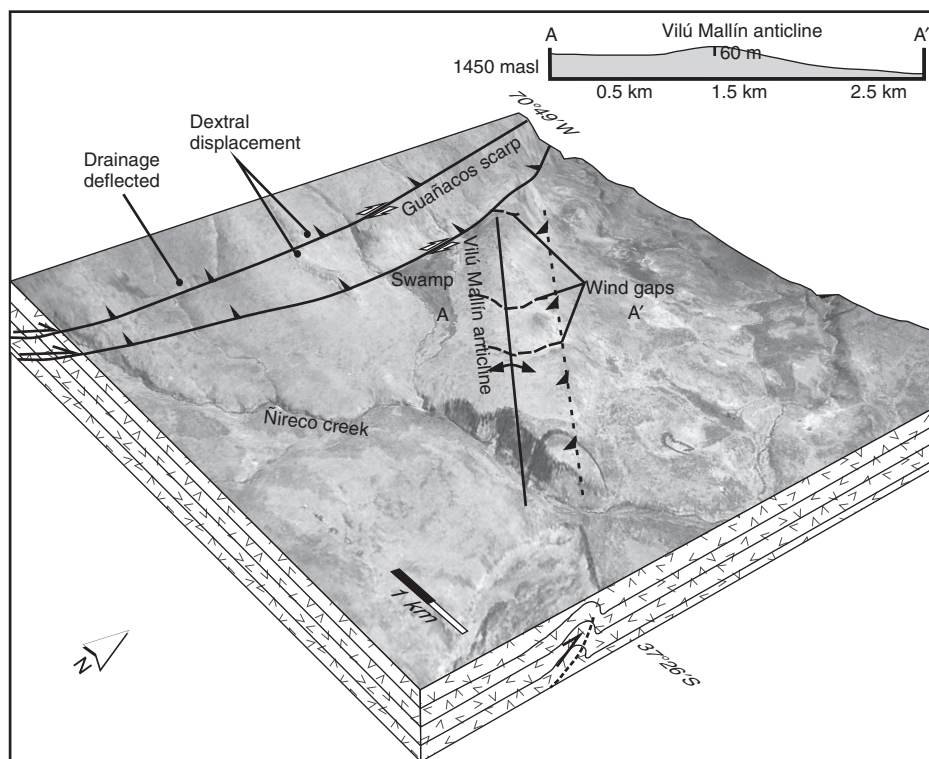 A
Vilú Mallín anticline
A′
60 m
1450 masl
0.5 km
1.5 km
2.5 km
70°49′W
Dextral
displacement
Drainage
deflected
Guañacos scarp
Swamp
Vilú Mallín anticline
Wind gaps
A
A′
Ñireco creek
1 km
N
37°26′S